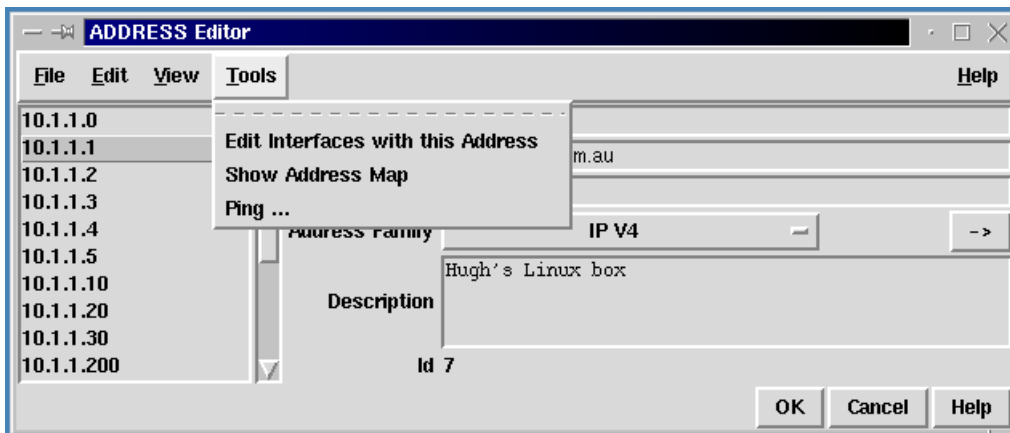 ADDRESS Editor
File Edit View Tools Help
10.1.1.0
10.1.1.1
10.1.1.2
10.1.1.3
10.1.1.4
10.1.1.5
10.1.1.10
10.1.1.20
10.1.1.30
10.1.1.200
Edit Interfaces with this Address
Show Address Map
Ping ...
m.au
Address Family IP V4 ->
Description Hugh's Linux box
Id 7
OK Cancel Help